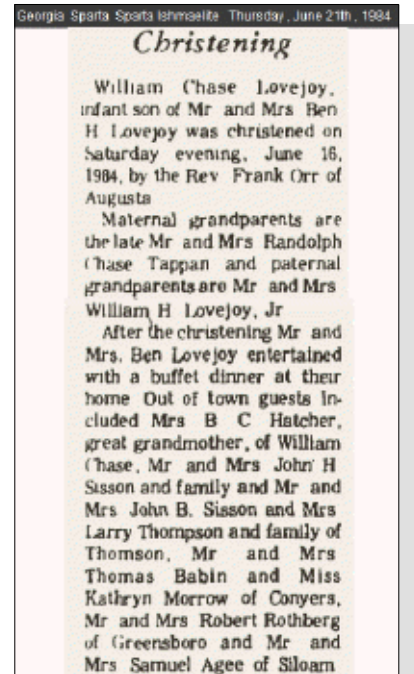 Georgia Sparta Sparta Ishmaelite Thursday, June 21th, 1984
Christening
William Chase Lovejoy,
infant son of Mr and Mrs Ben
H Lovejoy was christened on
Saturday evening, June 16,
1984, by the Rev Frank Orr of
Augusta
Maternal grandparents are
the late Mr and Mrs Randolph
Chase Tappan and paternal
grandparents are Mr and Mrs
William H Lovejoy, Jr
After the christening Mr and
Mrs. Ben Lovejoy entertained
with a buffet dinner at their
home Out of town guests In-
cluded Mrs B C Hatcher,
great grandmother, of William
Chase, Mr and Mrs John H
Sisson and family and Mr and
Mrs John B. Sisson and Mrs
Larry Thompson and family of
Thomson, Mr and Mrs
Thomas Babin and Miss
Kathryn Morrow of Conyers,
Mr and Mrs Robert Rothberg
of Greensboro and Mr and
Mrs Samuel Agee of Siloam